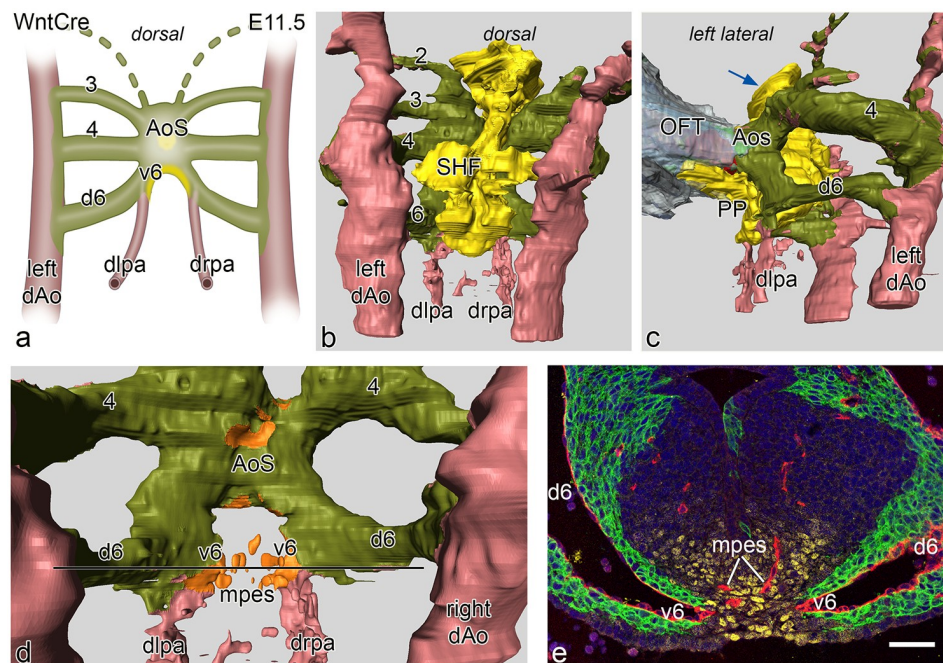 WntCre dorsal E11.5
3
4 AoS
v6
d6
left dAo dlpa drpa
a
dorsal
2
3
4
SHF
6
left dAo dlpa drpa
b
left lateral
4
OFT Aos
d6
PP
dlpa left dAo
c
4 4
AoS
d6 v6 v6 d6
mpes
dlpa drpa right dAo
d
d6 d6
mpes
v6 v6
e